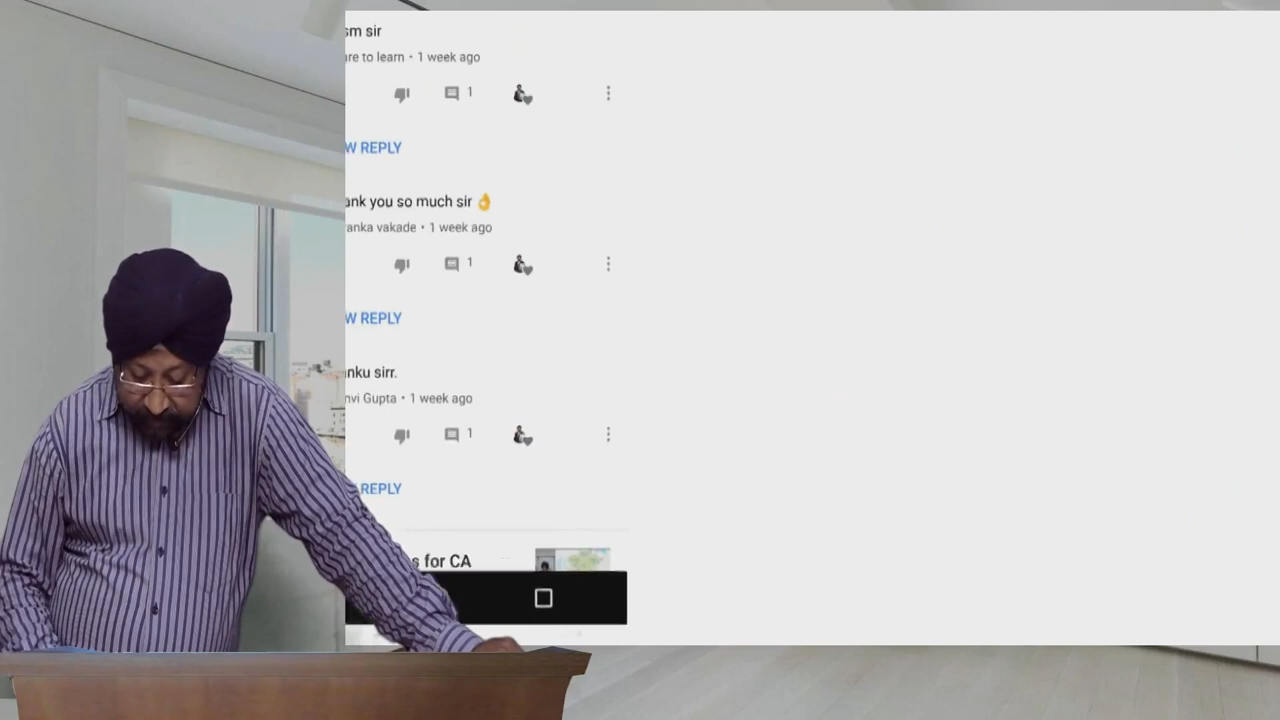 sm sir
re to learn • 1 week ago
1
W REPLY
ank you so much sir 👌
anka vakade • 1 week ago
1
W REPLY
nku sirr.
nvi Gupta • 1 week ago
1
REPLY
s for CA